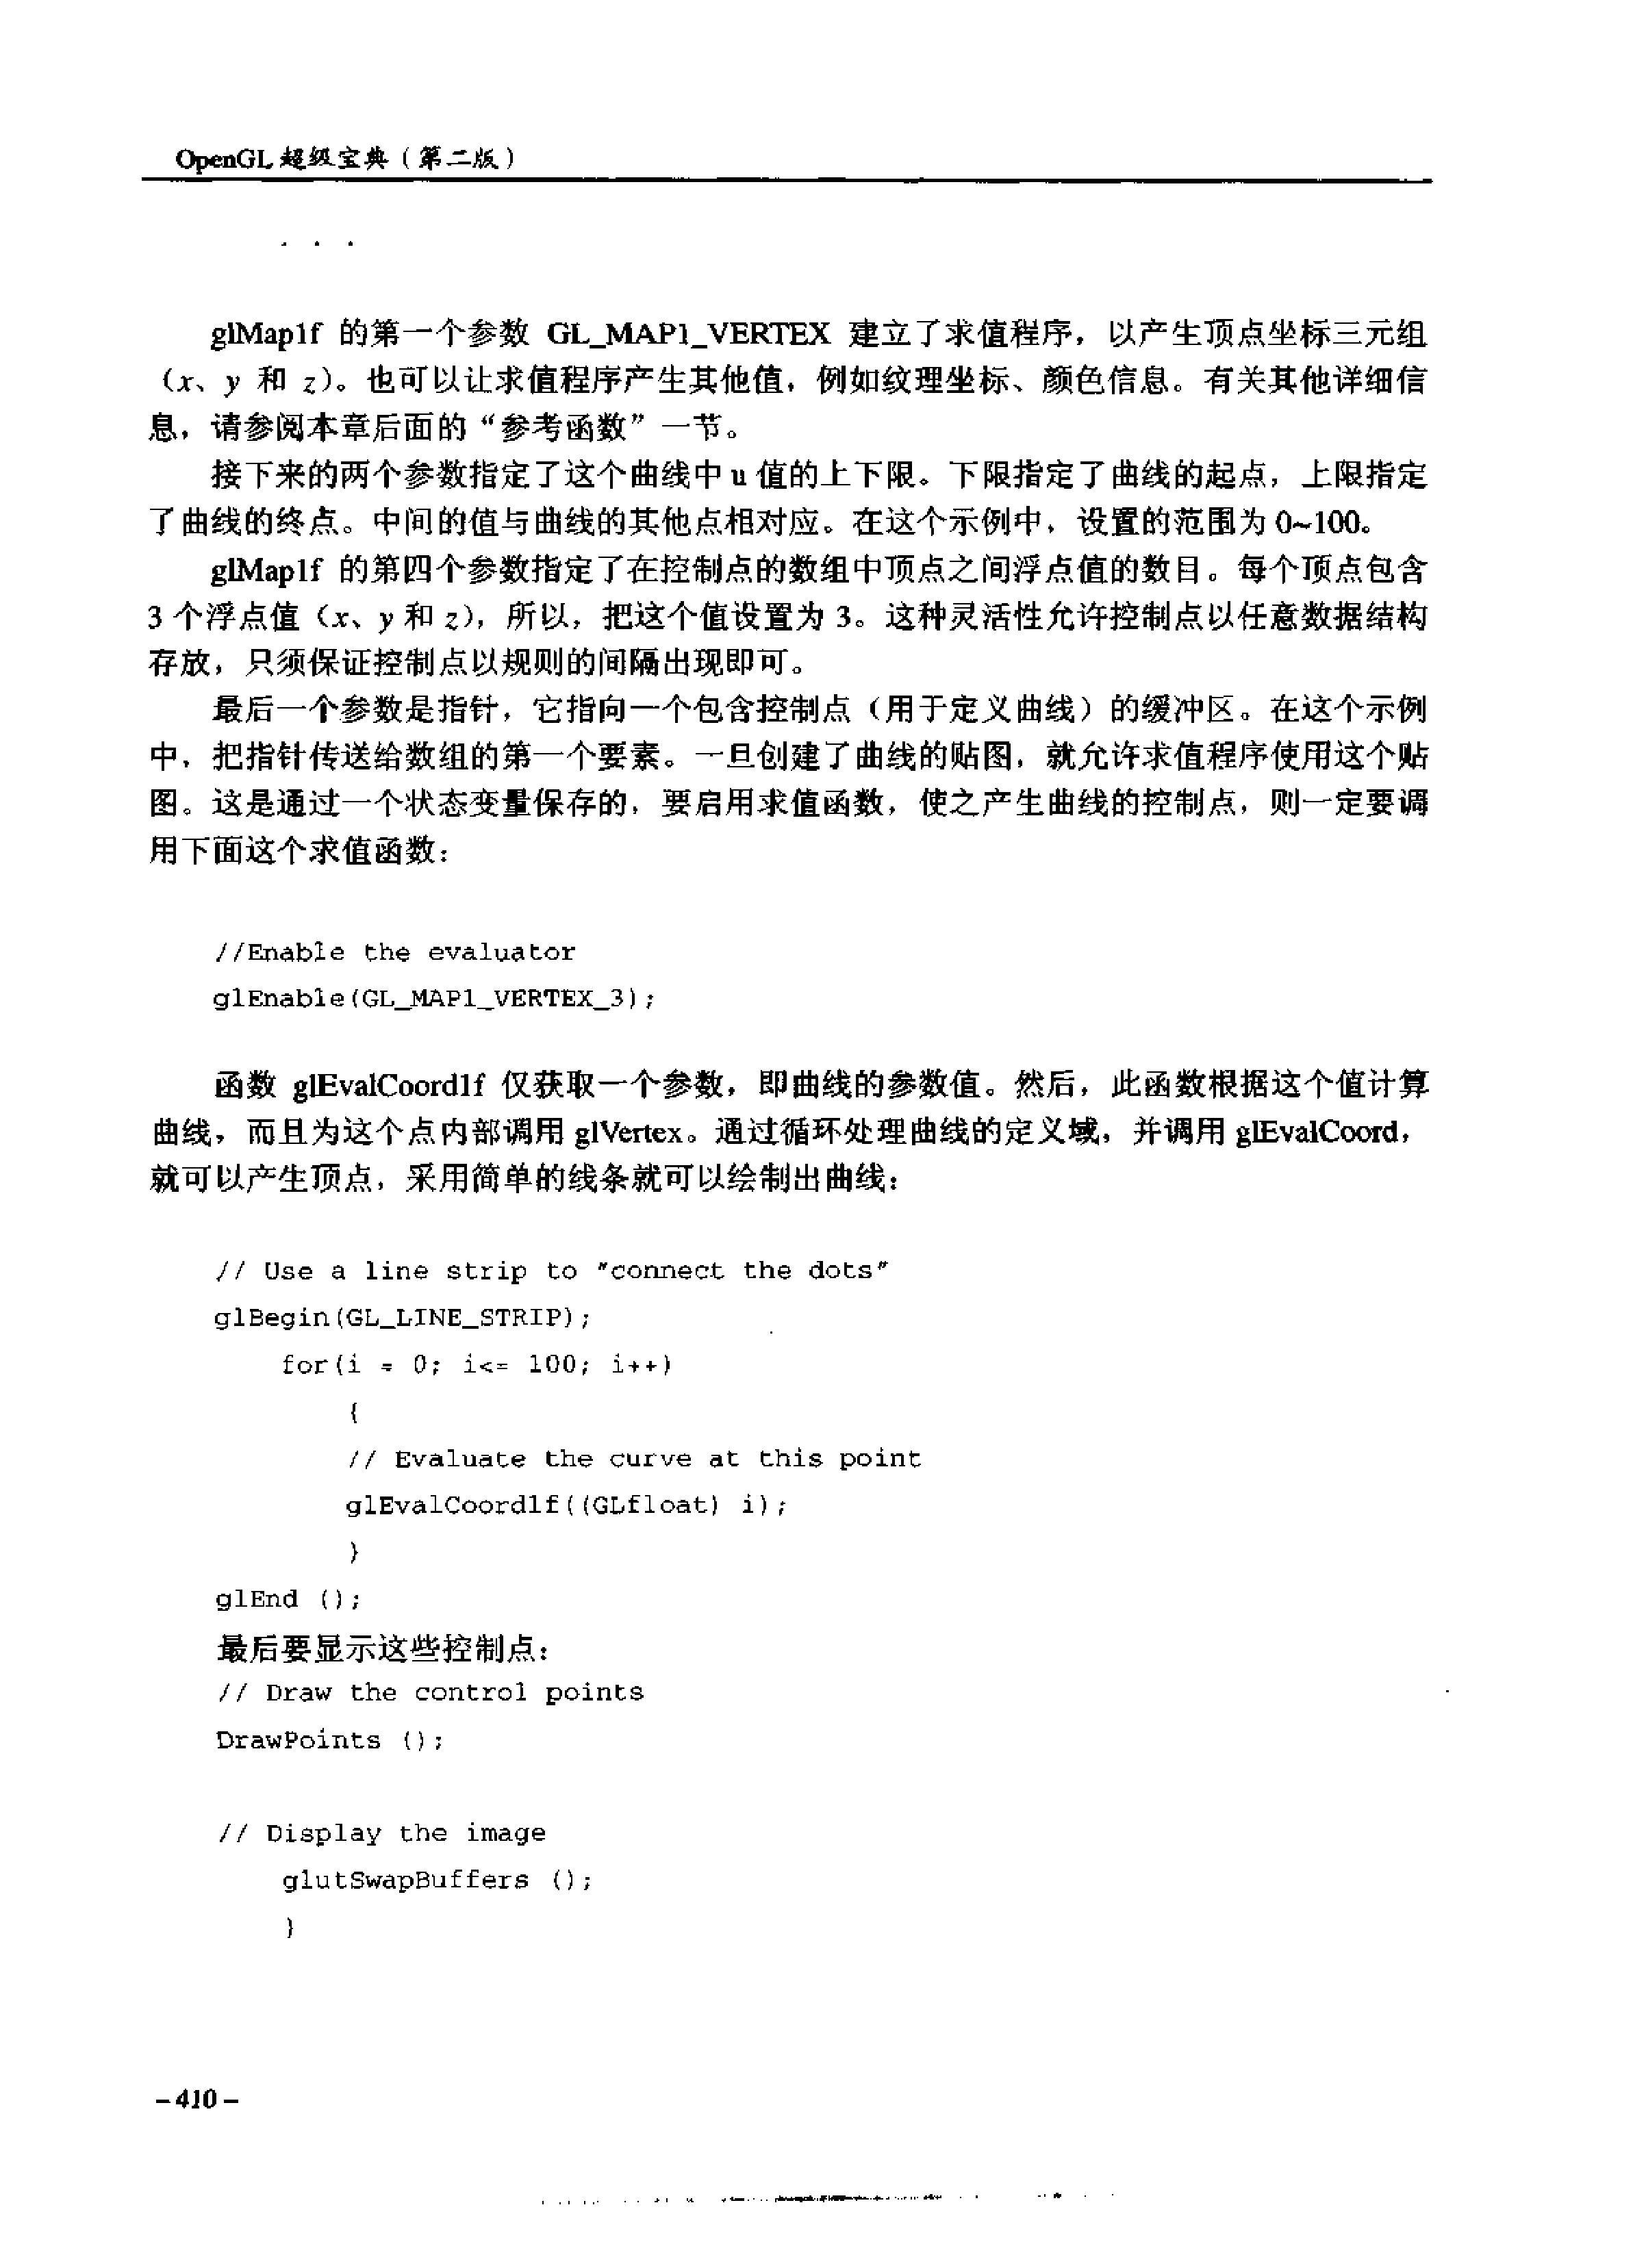 OpenGL 超级宝典（第二版）
. . .
glMap1f 的第一个参数 GL_MAP1_VERTEX 建立了求值程序，以产生顶点坐标三元组
（x、y 和 z）。也可以让求值程序产生其他值，例如纹理坐标、颜色信息。有关其他详细信
息，请参阅本章后面的“参考函数”一节。
接下来的两个参数指定了这个曲线中 u 值的上下限。下限指定了曲线的起点，上限指定
了曲线的终点。中间的值与曲线的其他点相对应。在这个示例中，设置的范围为 0~100。
glMap1f 的第四个参数指定了在控制点的数组中顶点之间浮点值的数目。每个顶点包含
3 个浮点值（x、y 和 z），所以，把这个值设置为 3。这种灵活性允许控制点以任意数据结构
存放，只须保证控制点以规则的间隔出现即可。
最后一个参数是指针，它指向一个包含控制点（用于定义曲线）的缓冲区。在这个示例
中，把指针传送给数组的第一个要素。一旦创建了曲线的贴图，就允许求值程序使用这个贴
图。这是通过一个状态变量保存的，要启用求值函数，使之产生曲线的控制点，则一定要调
用下面这个求值函数：
//Enable the evaluator
glEnable(GL_MAP1_VERTEX_3);
函数 glEvalCoord1f 仅获取一个参数，即曲线的参数值。然后，此函数根据这个值计算
曲线，而且为这个点内部调用 glVertex。通过循环处理曲线的定义域，并调用 glEvalCoord，
就可以产生顶点，采用简单的线条就可以绘制出曲线：
// Use a line strip to "connect the dots"
glBegin(GL_LINE_STRIP);
for(i = 0; i<= 100; i++)
{
// Evaluate the curve at this point
glEvalCoord1f((GLfloat) i);
}
glEnd ();
最后要显示这些控制点：
// Draw the control points
DrawPoints ();
// Display the image
glutSwapBuffers ();
}
-410-